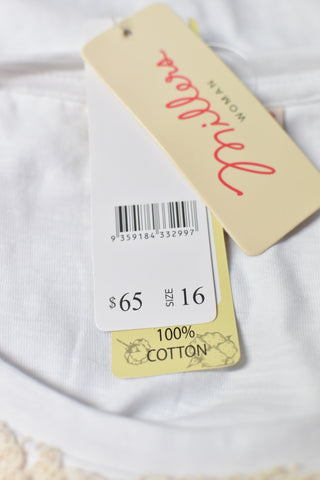 millers
WOMAN
9 359184 332997
$65
SIZE 16
100%
COTTON